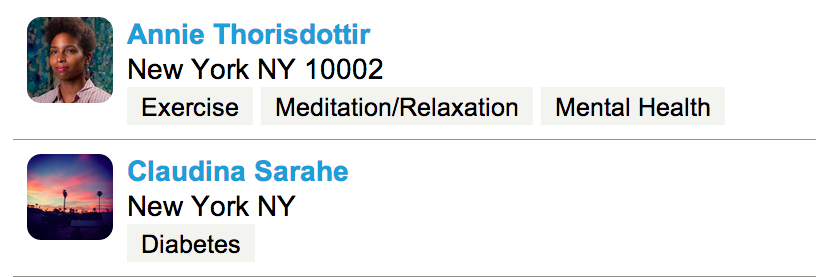 Annie Thorisdottir
New York NY 10002
Exercise Meditation/Relaxation Mental Health
Claudina Sarahe
New York NY
Diabetes